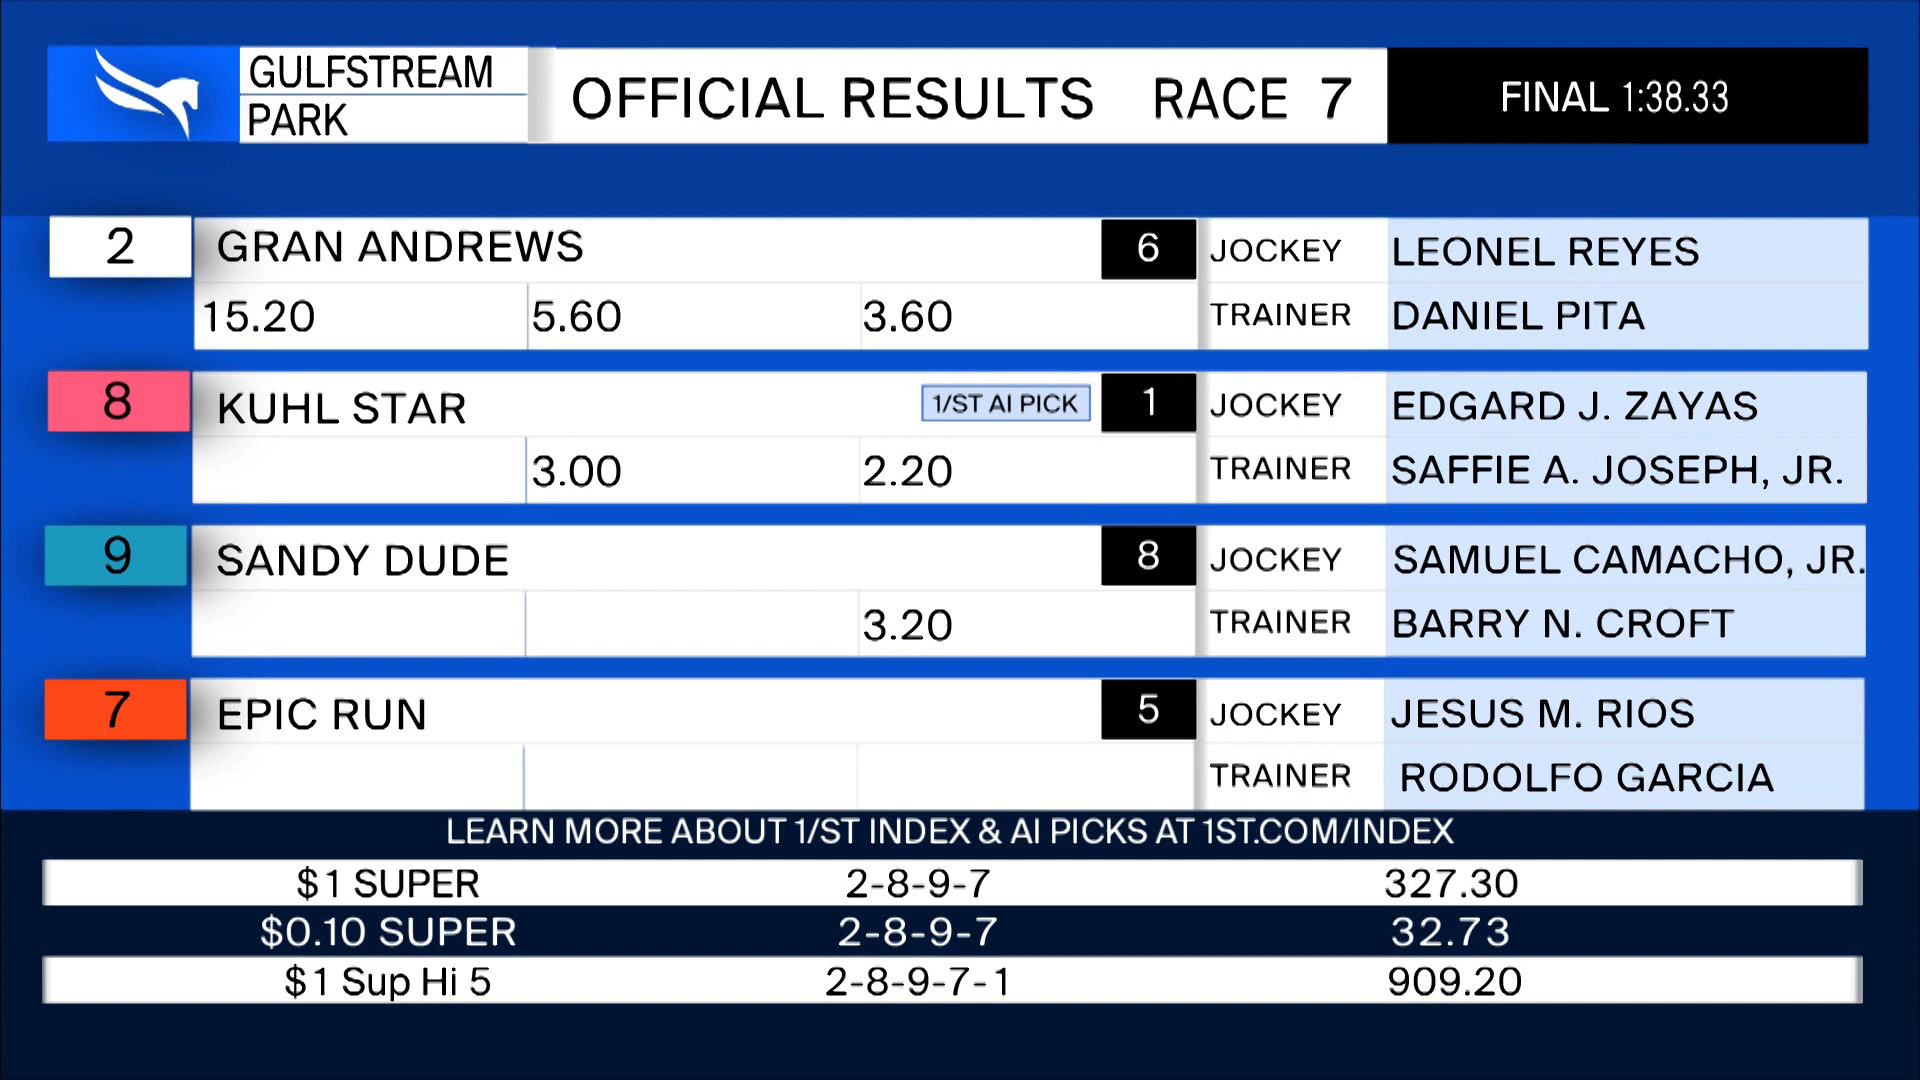 GULFSTREAM
PARK
OFFICIAL RESULTS RACE 7
FINAL 1:38.33
2 GRAN ANDREWS 6 JOCKEY LEONEL REYES
15.20 5.60 3.60 TRAINER DANIEL PITA
8 KUHL STAR 1/ST AI PICK 1 JOCKEY EDGARD J. ZAYAS
3.00 2.20 TRAINER SAFFIE A. JOSEPH, JR.
9 SANDY DUDE 8 JOCKEY SAMUEL CAMACHO, JR.
3.20 TRAINER BARRY N. CROFT
7 EPIC RUN 5 JOCKEY JESUS M. RIOS
TRAINER RODOLFO GARCIA
LEARN MORE ABOUT 1/ST INDEX & AI PICKS AT 1ST.COM/INDEX
$1 SUPER 2-8-9-7 327.30
$0.10 SUPER 2-8-9-7 32.73
$1 Sup Hi 5 2-8-9-7-1 909.20